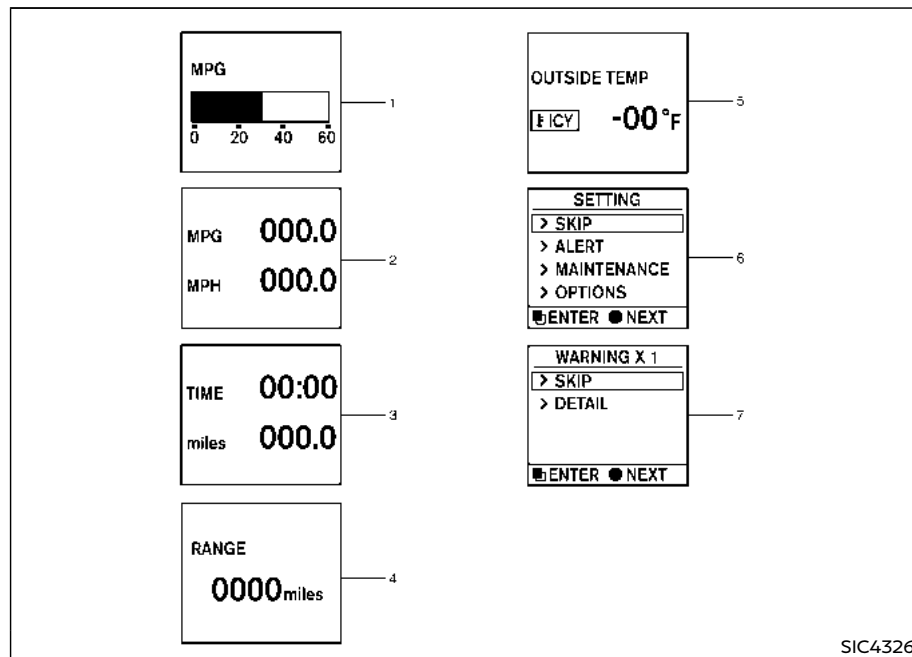 MPG
0 20 40 60
1
MPG 000.0
MPH 000.0
2
TIME 00:00
miles 000.0
3
RANGE
0000 miles
4
OUTSIDE TEMP
ICY -00°F
5
SETTING
> SKIP
> ALERT
> MAINTENANCE
> OPTIONS
ENTER ● NEXT
6
WARNING X 1
> SKIP
> DETAIL
ENTER ● NEXT
7
SIC4326